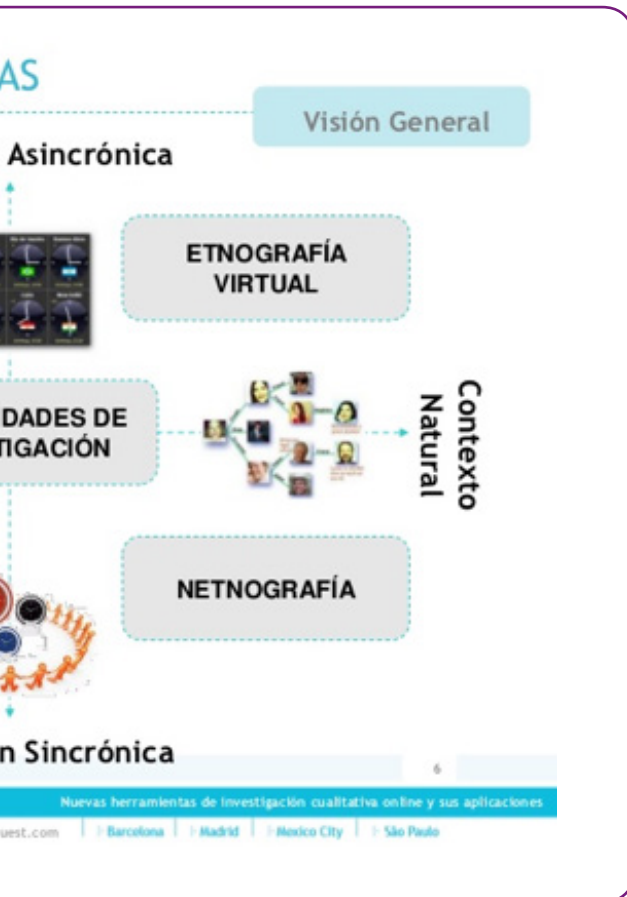 AS
Visión General
Asincrónica
ETNOGRAFÍA
VIRTUAL
DADES DE
TIGACIÓN
Contexto
Natural
NETNOGRAFÍA
n Sincrónica
6
Nuevas herramientas de investigación cualitativa online y sus aplicaciones
uest.com
Barcelona
Madrid
Mexico City
São Paulo